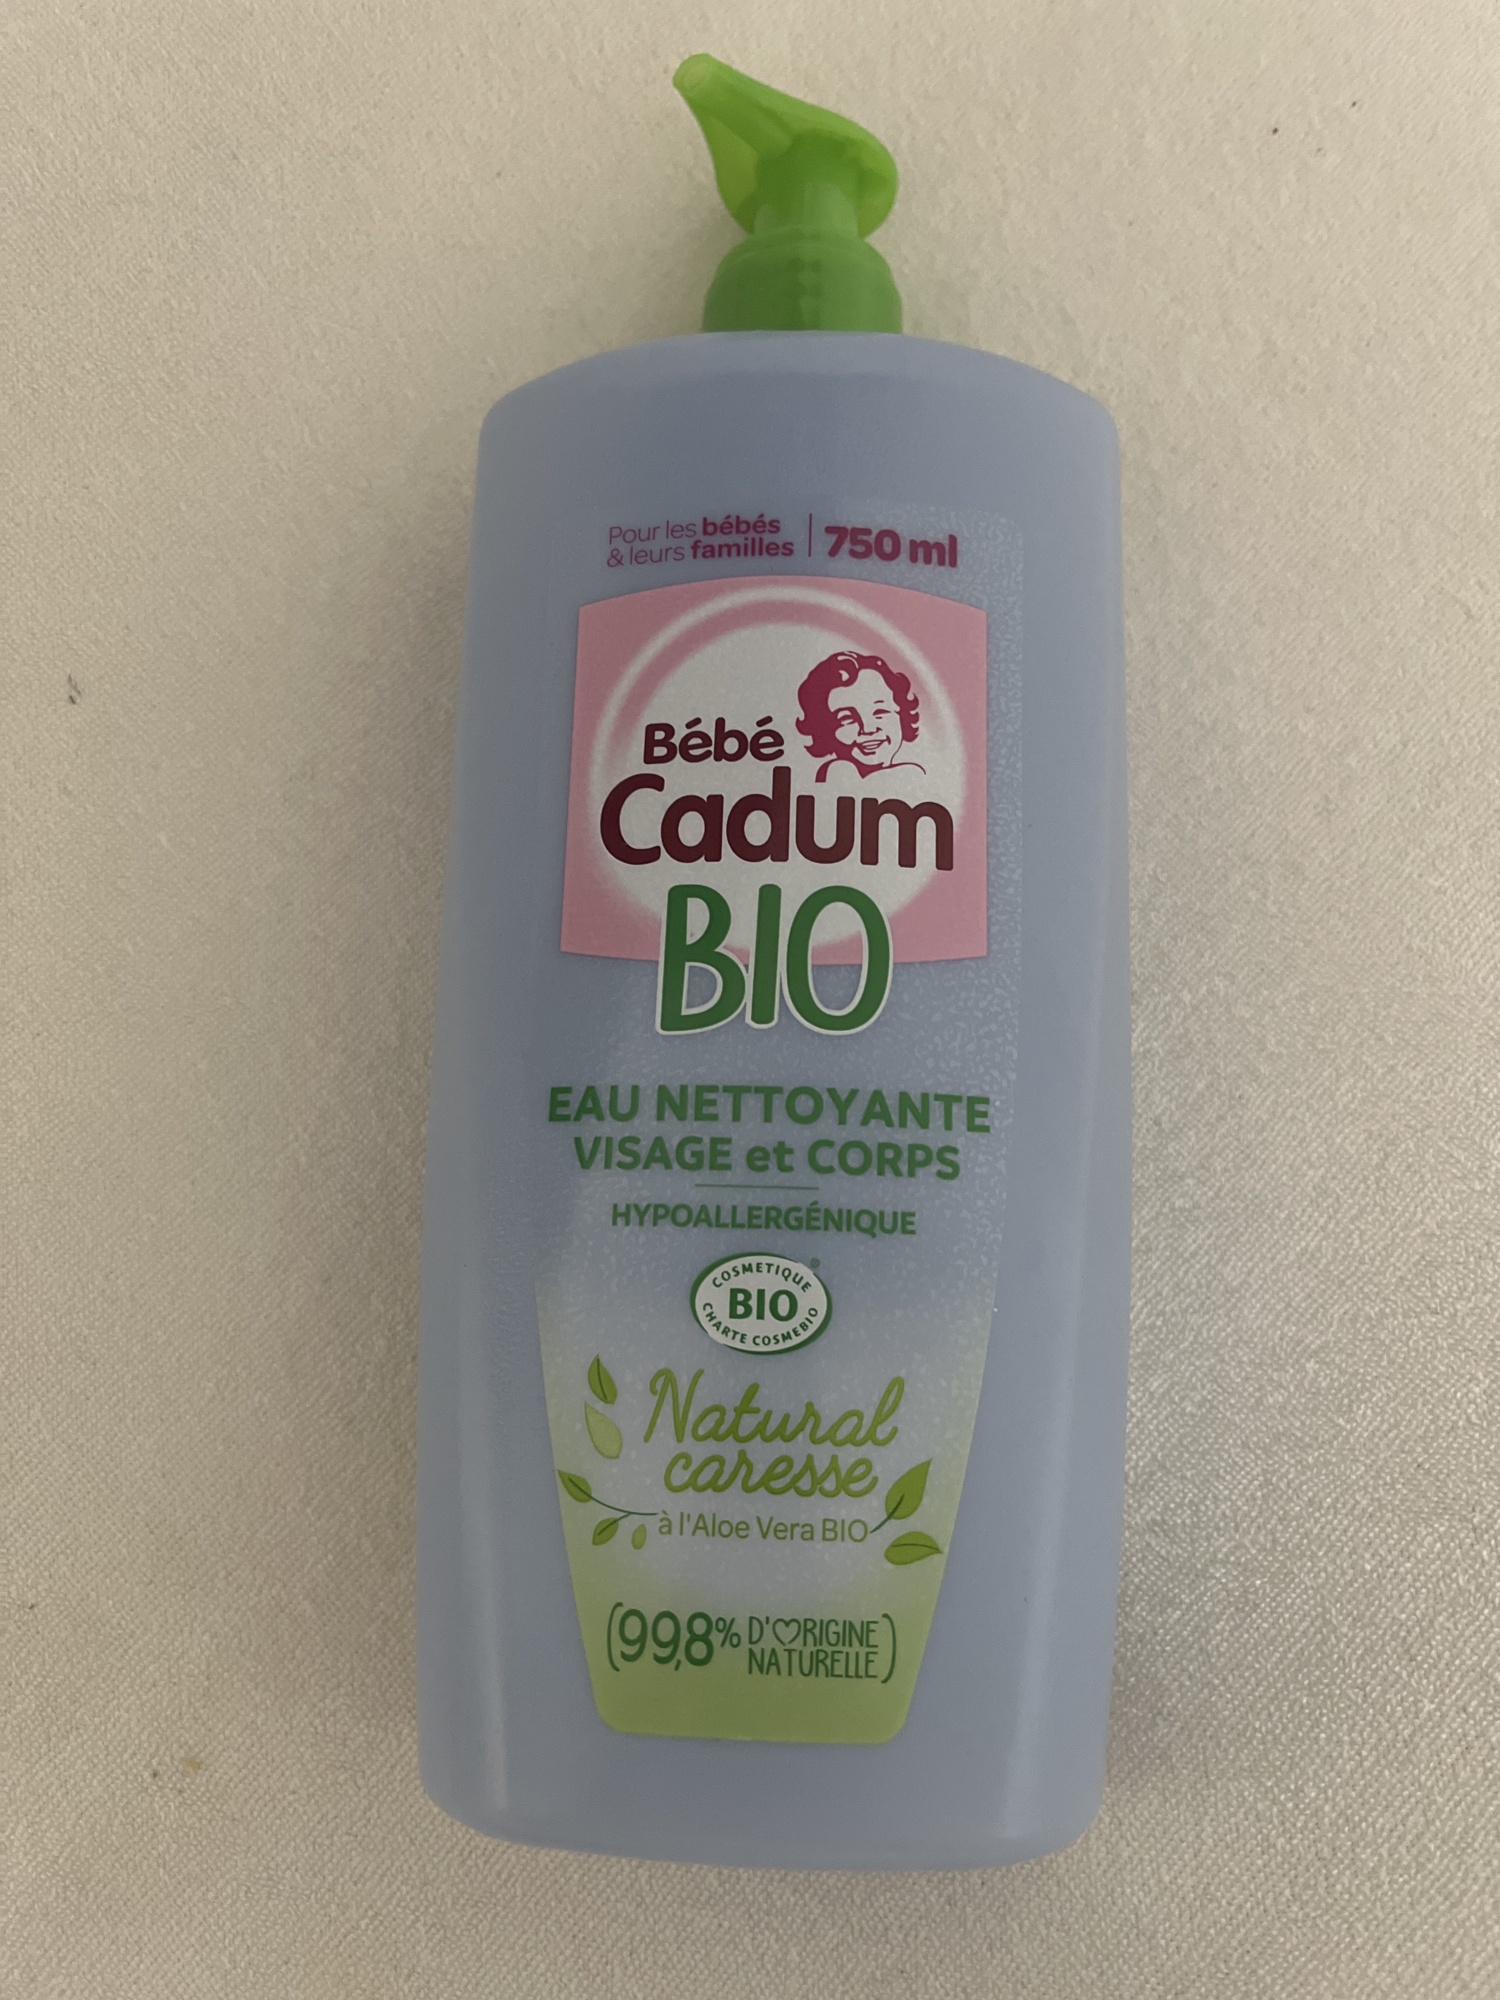 Pour les bébés
& leurs familles
750 ml
Bébé
Cadum
BIO
EAU NETTOYANTE
VISAGE et CORPS
HYPOALLERGÉNIQUE
COSMETIQUE
BIO
CHARTE COSMEBIO
Natural
caresse
à l'Aloe Vera BIO
(99,8% D'ORIGINE
NATURELLE)